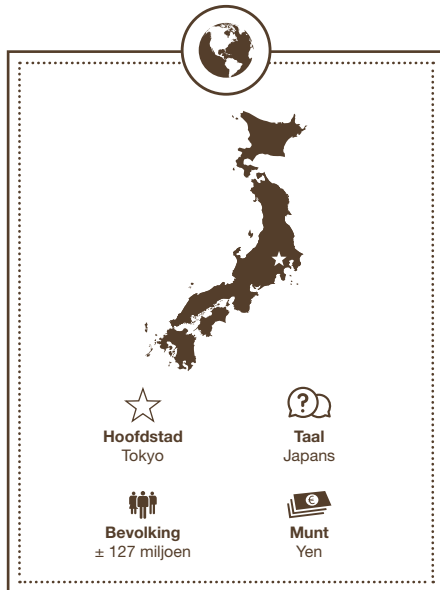 Hoofdstad
Tokyo
Taal
Japans
Bevolking
± 127 miljoen
Munt
Yen